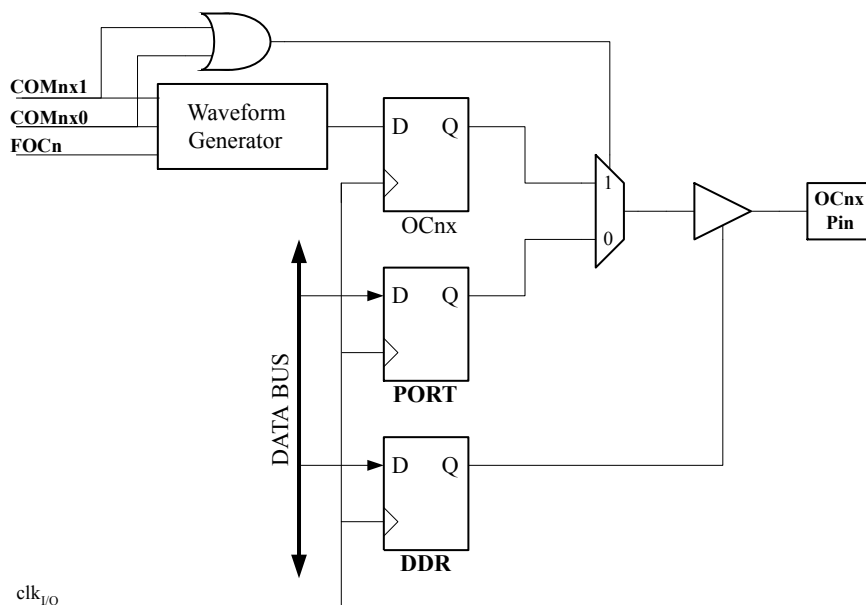 COMnx1
COMnx0
FOCn
Waveform
Generator
D Q
OCnx
1
0
OCnx
Pin
D Q
PORT
DATA BUS
D Q
DDR
clkI/O